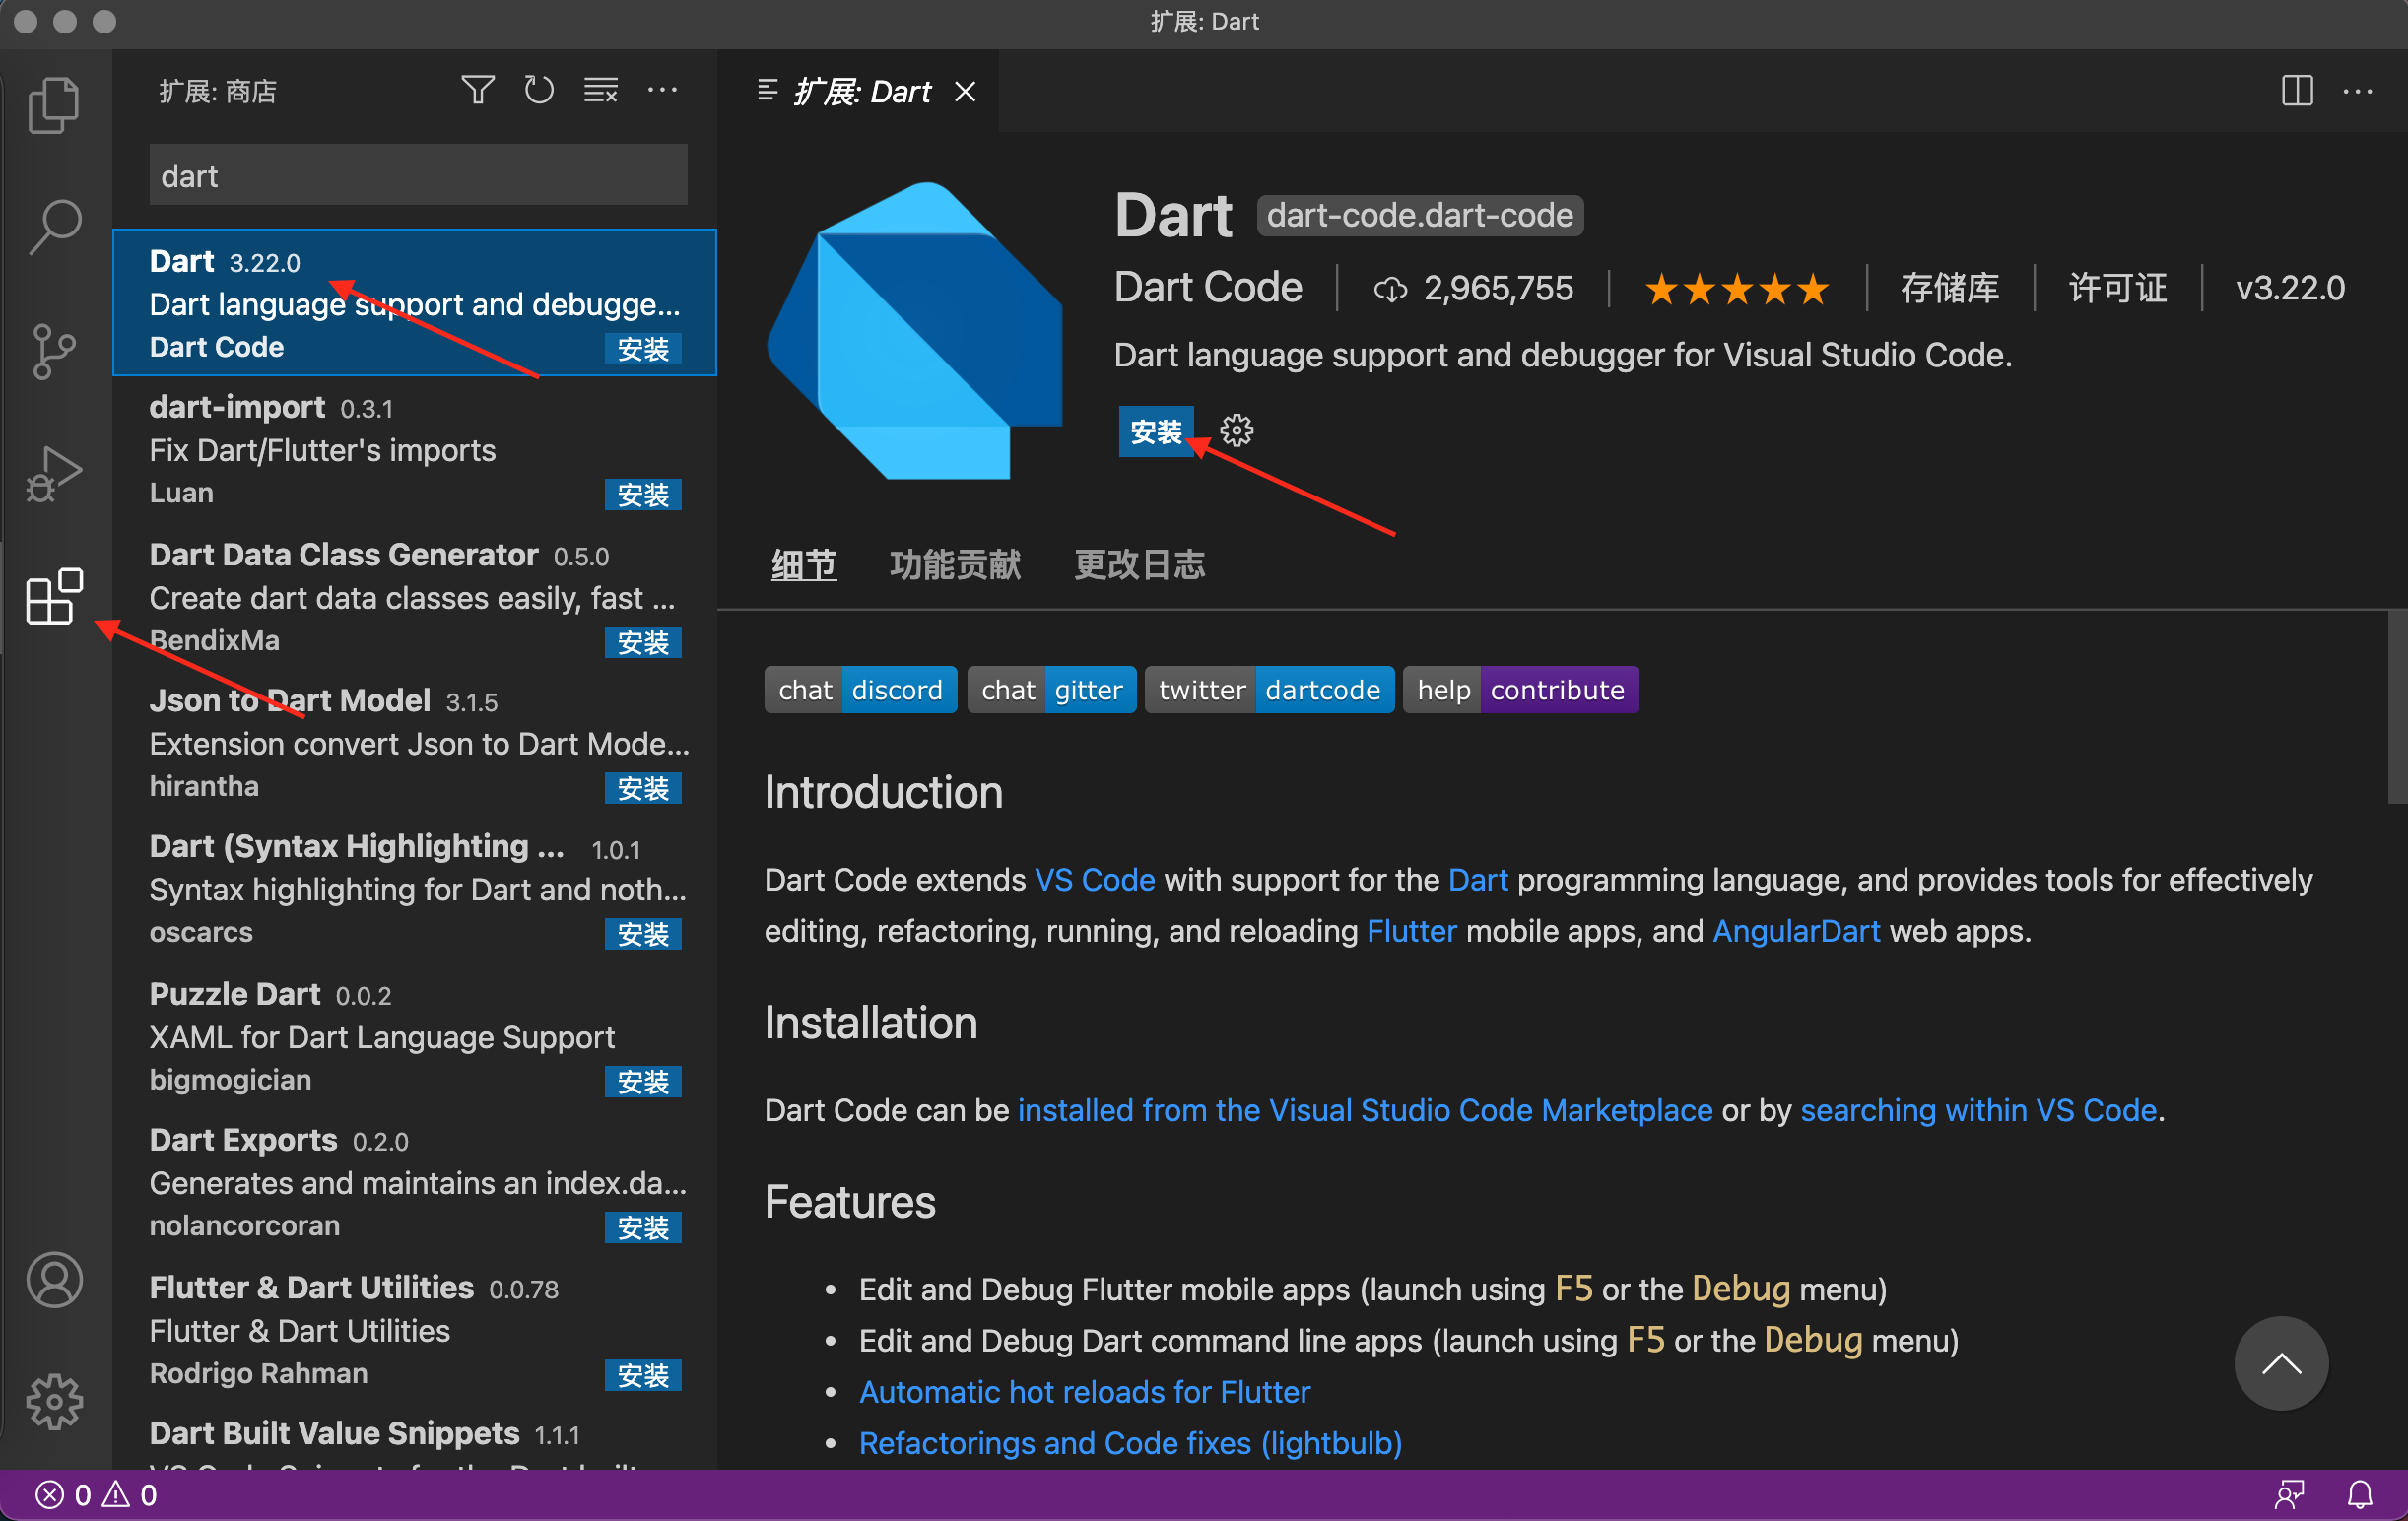 扩展: Dart
扩展: 商店
dart
Dart 3.22.0
Dart language support and debugge...
Dart Code 安装
dart-import 0.3.1
Fix Dart/Flutter's imports
Luan 安装
Dart Data Class Generator 0.5.0
Create dart data classes easily, fast ...
BendixMa 安装
Json to Dart Model 3.1.5
Extension convert Json to Dart Mode...
hirantha 安装
Dart (Syntax Highlighting ... 1.0.1
Syntax highlighting for Dart and noth...
oscarcs 安装
Puzzle Dart 0.0.2
XAML for Dart Language Support
bigmogician 安装
Dart Exports 0.2.0
Generates and maintains an index.da...
nolancorcoran 安装
Flutter & Dart Utilities 0.0.78
Flutter & Dart Utilities
Rodrigo Rahman 安装
Dart Built Value Snippets 1.1.1
扩展: Dart
Dart dart-code.dart-code
Dart Code 2,965,755 ★★★★★ 存储库 许可证 v3.22.0
Dart language support and debugger for Visual Studio Code.
安装
细节 功能贡献 更改日志
chat discord chat gitter twitter dartcode help contribute
Introduction
Dart Code extends VS Code with support for the Dart programming language, and provides tools for effectively
editing, refactoring, running, and reloading Flutter mobile apps, and AngularDart web apps.
Installation
Dart Code can be installed from the Visual Studio Code Marketplace or by searching within VS Code.
Features
• Edit and Debug Flutter mobile apps (launch using F5 or the Debug menu)
• Edit and Debug Dart command line apps (launch using F5 or the Debug menu)
• Automatic hot reloads for Flutter
• Refactorings and Code fixes (lightbulb)
0 0